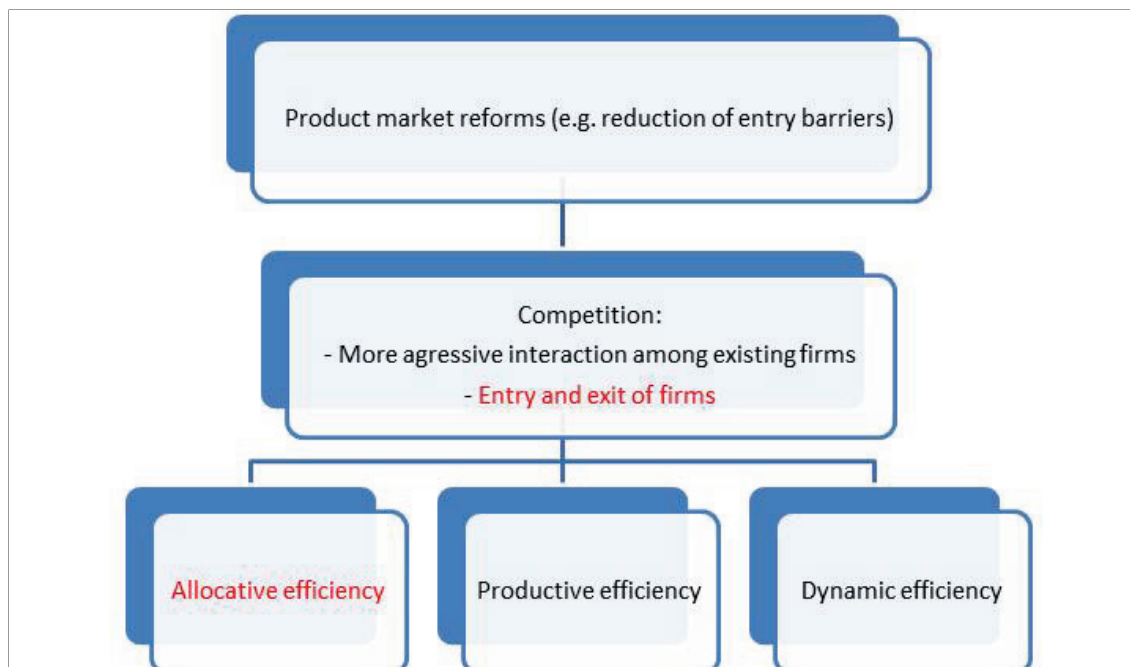 Product market reforms (e.g. reduction of entry barriers)
Competition:
- More agressive interaction among existing firms
- Entry and exit of firms
Allocative efficiency
Productive efficiency
Dynamic efficiency